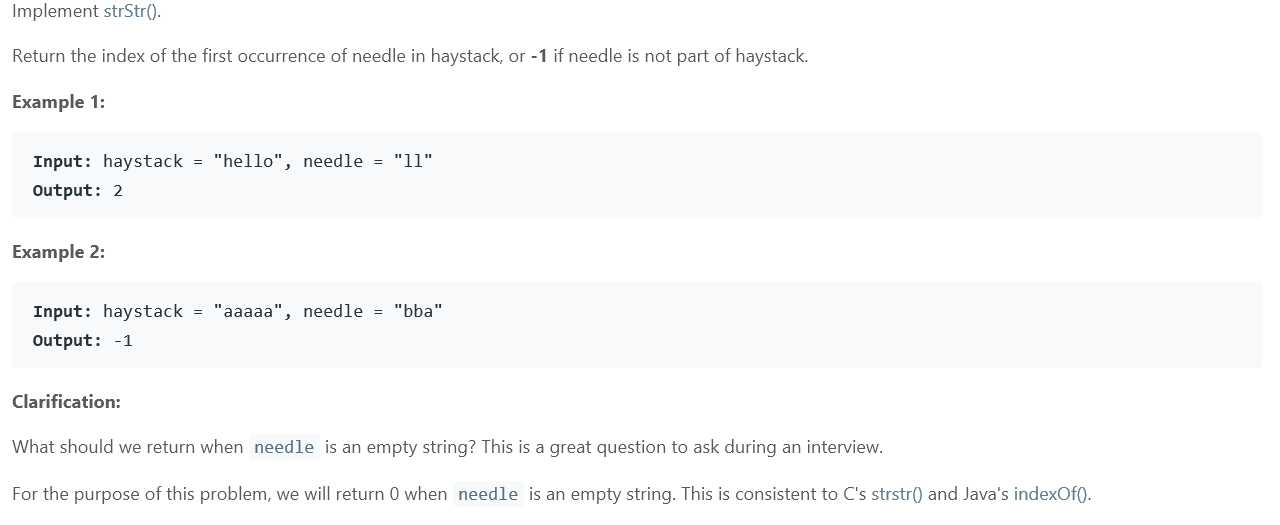 Implement strStr().
Return the index of the first occurrence of needle in haystack, or -1 if needle is not part of haystack.
Example 1:
Input: haystack = "hello", needle = "ll"
Output: 2
Example 2:
Input: haystack = "aaaaa", needle = "bba"
Output: -1
Clarification:
What should we return when needle is an empty string? This is a great question to ask during an interview.
For the purpose of this problem, we will return 0 when needle is an empty string. This is consistent to C's strstr() and Java's indexOf().